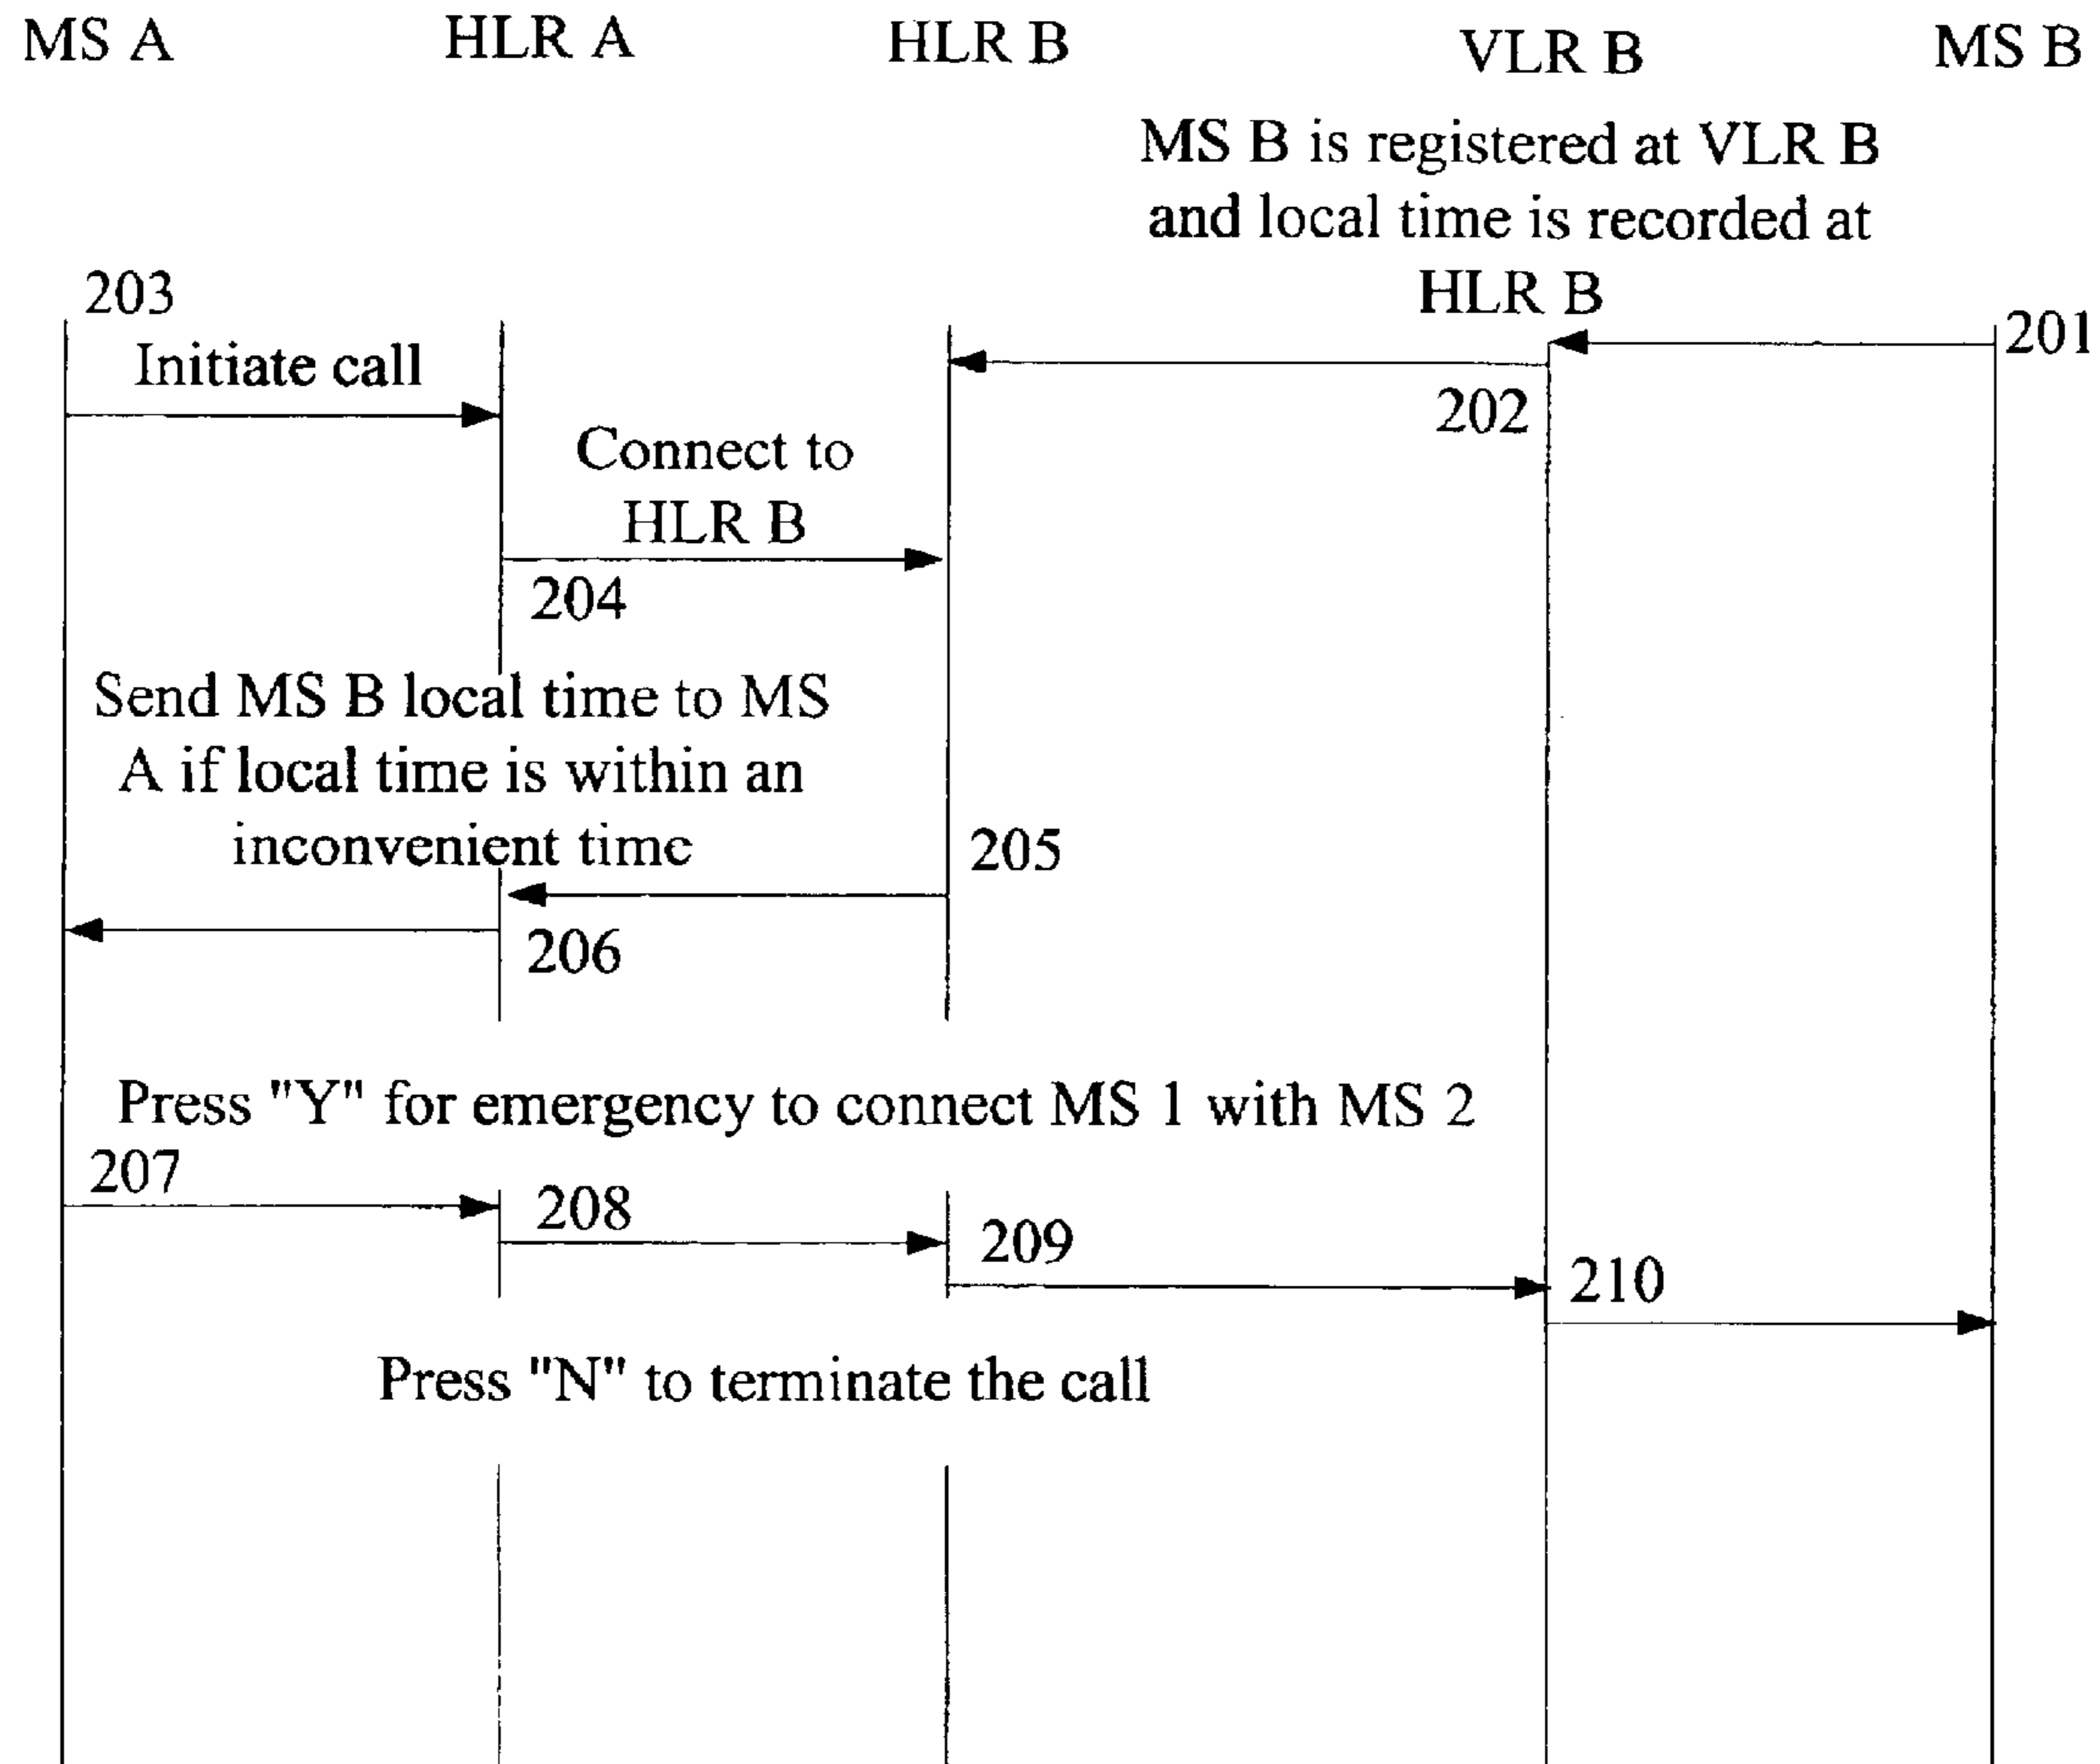 MS A
HLR A
HLR B
VLR B
MS B
MS B is registered at VLR B
and local time is recorded at
HLR B
203
201
Initiate call
202
Connect to
HLR B
204
Send MS B local time to MS
A if local time is within an
inconvenient time
205
206
Press "Y" for emergency to connect MS 1 with MS 2
207
208
209
210
Press "N" to terminate the call